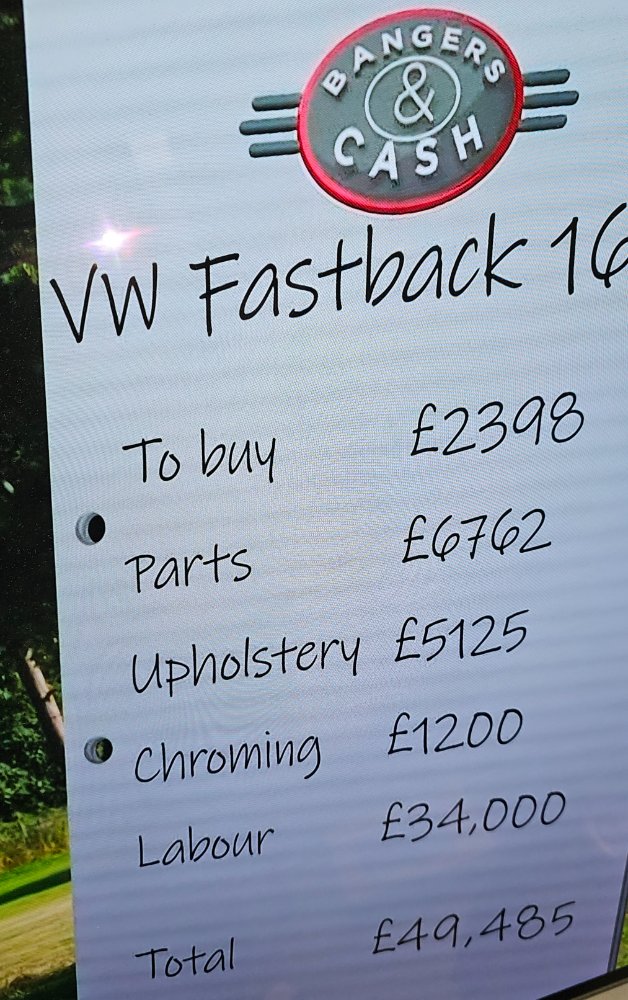 BANGERS
&
CASH
VW Fastback 16
To buy £2398
Parts £6762
Upholstery £5125
Chroming £1200
Labour £34,000
Total £49,485